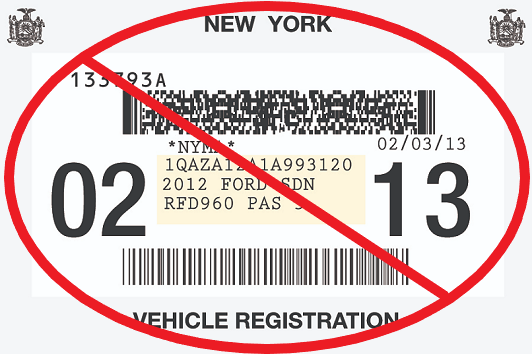 NEW YORK
133793A
02/03/13
*NYMA*
1QAZA12A1A993120
02 13
2012 FORD SDN
RFD960 PAS
VEHICLE REGISTRATION